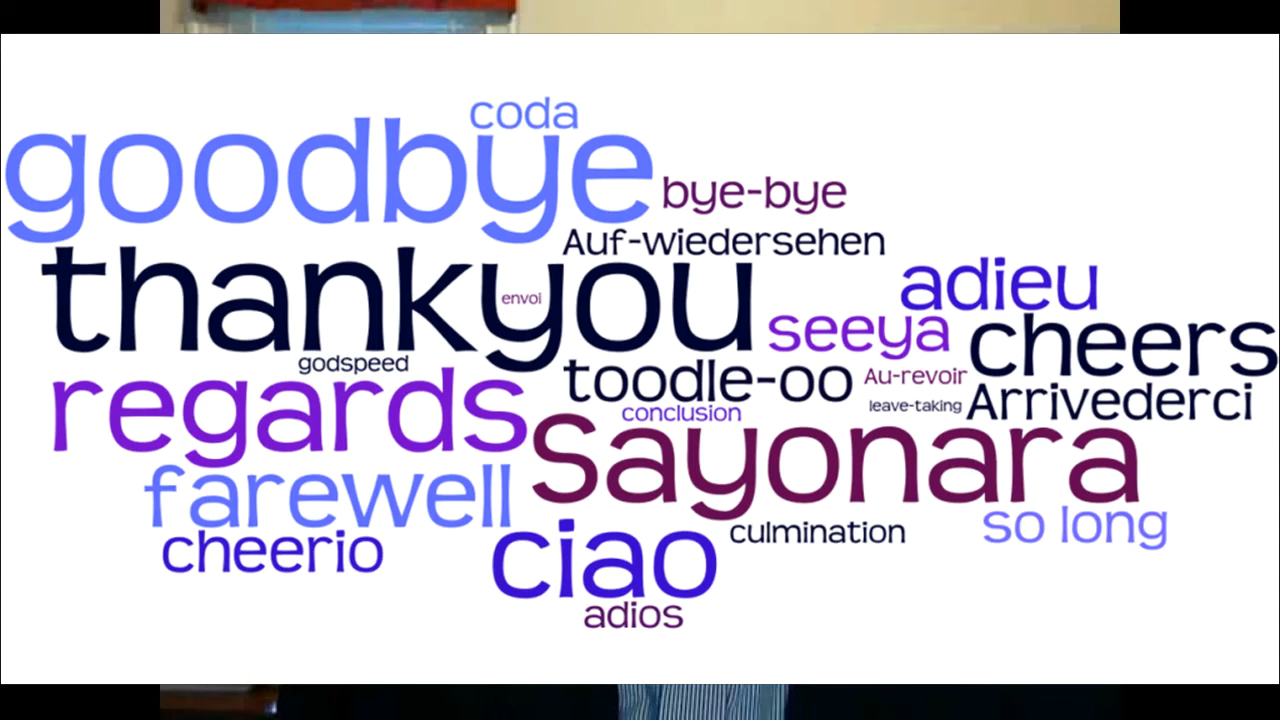 coda
goodbye
bye-bye
Auf-wiedersehen
thankyou
envoi
adieu
seeya
cheers
godspeed
toodle-oo
Au-revoir
regards
conclusion
leave-taking
Arrivederci
Sayonara
farewell
so long
cheerio
ciao
culmination
adios